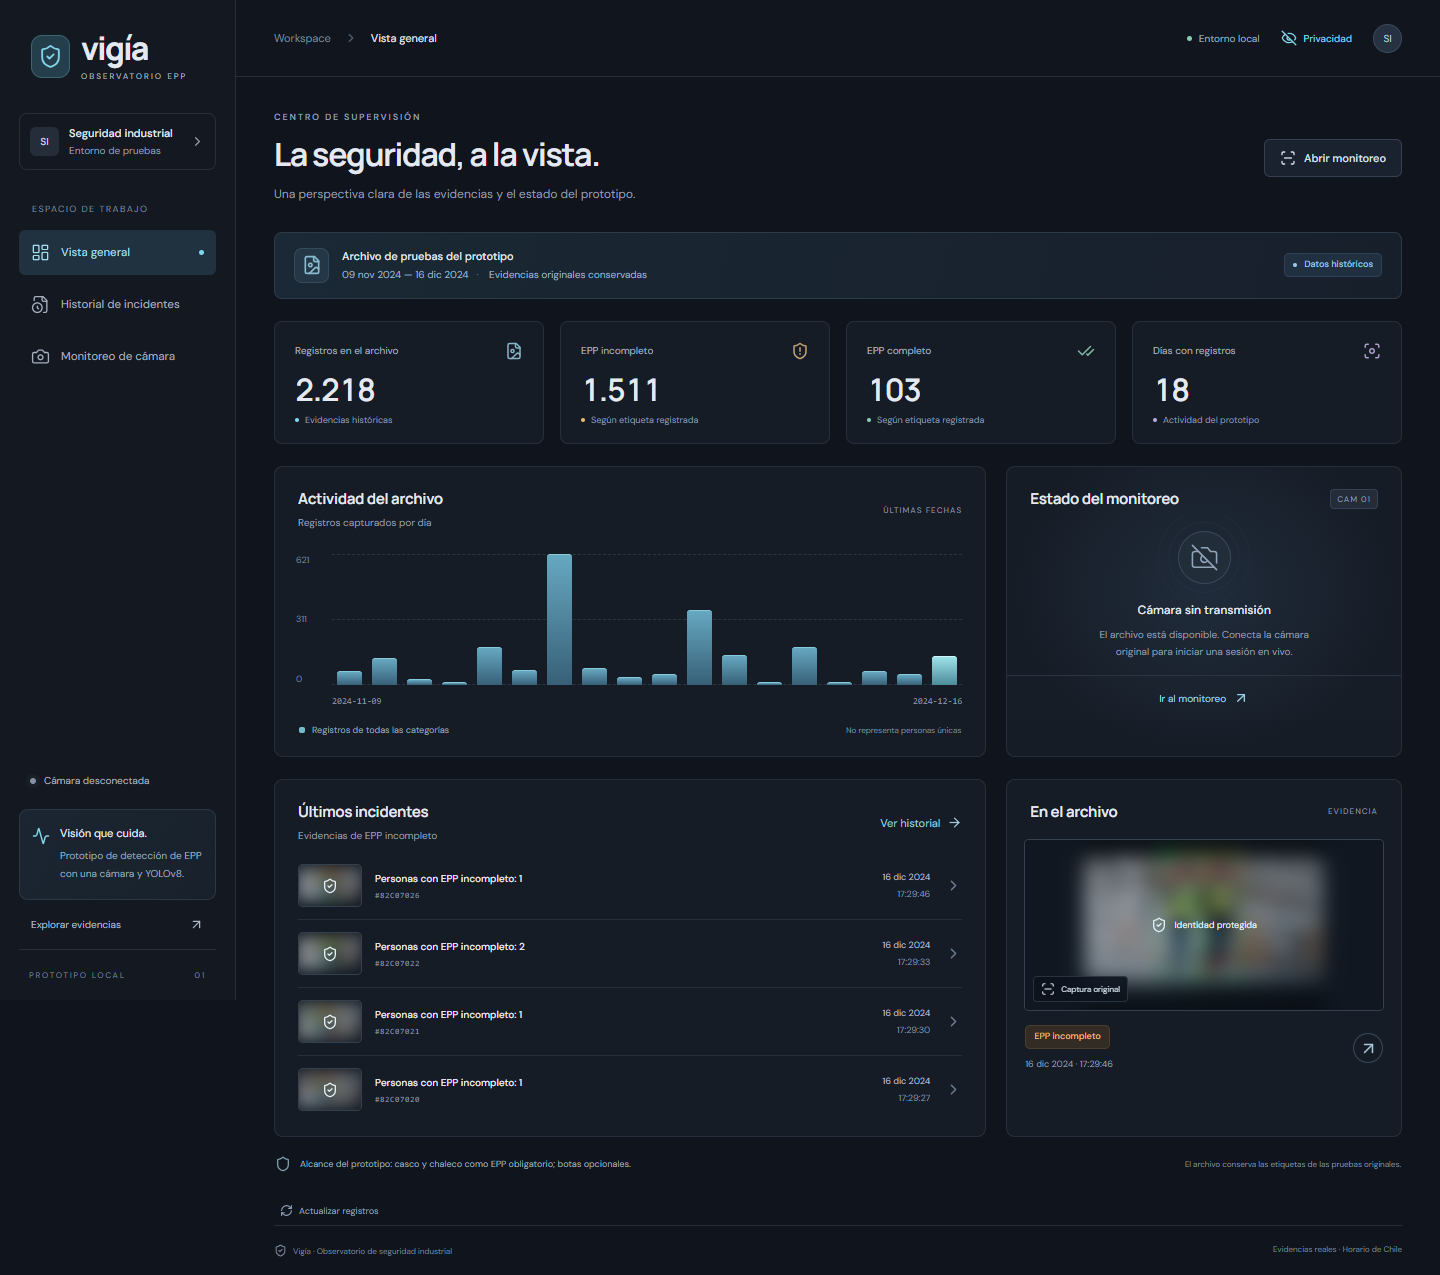 vigía
OBSERVATORIO EPP
SI
Seguridad industrial
Entorno de pruebas
ESPACIO DE TRABAJO
Vista general
Historial de incidentes
Monitoreo de cámara
Cámara desconectada
Visión que cuida.
Prototipo de detección de EPP
con una cámara y YOLOv8.
Explorar evidencias
PROTOTIPO LOCAL 01
Workspace > Vista general
Entorno local
Privacidad
SI
CENTRO DE SUPERVISIÓN
La seguridad, a la vista.
Una perspectiva clara de las evidencias y el estado del prototipo.
Abrir monitoreo
Archivo de pruebas del prototipo
09 nov 2024 — 16 dic 2024 · Evidencias originales conservadas
Datos históricos
Registros en el archivo
2.218
Evidencias históricas
EPP incompleto
1.511
Según etiqueta registrada
EPP completo
103
Según etiqueta registrada
Días con registros
18
Actividad del prototipo
Actividad del archivo
Registros capturados por día
ÚLTIMAS FECHAS
621
311
0
2024-11-09 2024-12-16
Registros de todas las categorías
No representa personas únicas
Estado del monitoreo
CAM 01
Cámara sin transmisión
El archivo está disponible. Conecta la cámara
original para iniciar una sesión en vivo.
Ir al monitoreo
Últimos incidentes
Evidencias de EPP incompleto
Ver historial
Personas con EPP incompleto: 1
#82C07026
16 dic 2024
17:29:46
Personas con EPP incompleto: 2
#82C07022
16 dic 2024
17:29:33
Personas con EPP incompleto: 1
#82C07021
16 dic 2024
17:29:30
Personas con EPP incompleto: 1
#82C07020
16 dic 2024
17:29:27
En el archivo
EVIDENCIA
Identidad protegida
Captura original
EPP incompleto
16 dic 2024 · 17:29:46
Alcance del prototipo: casco y chaleco como EPP obligatorio; botas opcionales.
El archivo conserva las etiquetas de las pruebas originales.
Actualizar registros
Vigía · Observatorio de seguridad industrial
Evidencias reales · Horario de Chile